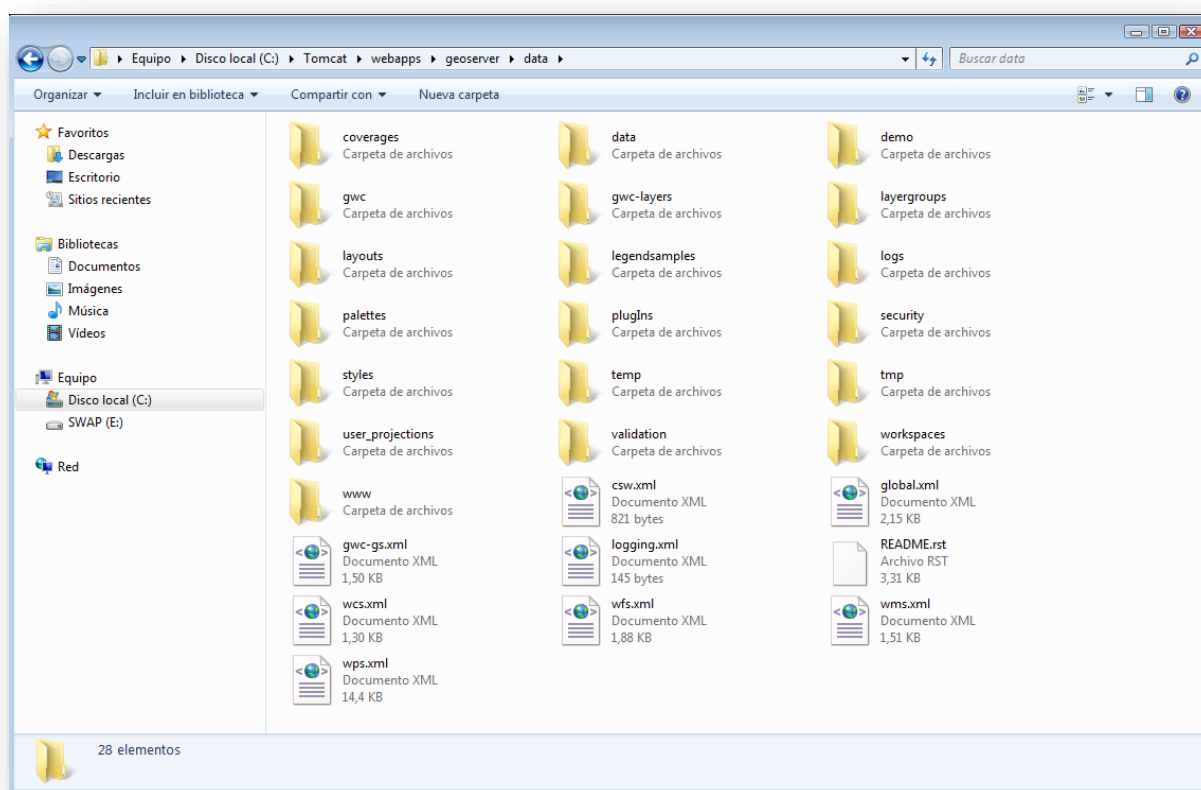 Equipo Disco local (C:) Tomcat webapps geoserver data
Buscar data
Organizar Incluir en biblioteca Compartir con Nueva carpeta
Favoritos
Descargas
Escritorio
Sitios recientes
Bibliotecas
Documentos
Imágenes
Música
Vídeos
Equipo
Disco local (C:)
SWAP (E:)
Red
coverages
Carpeta de archivos
data
Carpeta de archivos
demo
Carpeta de archivos
gwc
Carpeta de archivos
gwc-layers
Carpeta de archivos
layergroups
Carpeta de archivos
layouts
Carpeta de archivos
legendsamples
Carpeta de archivos
logs
Carpeta de archivos
palettes
Carpeta de archivos
plugIns
Carpeta de archivos
security
Carpeta de archivos
styles
Carpeta de archivos
temp
Carpeta de archivos
tmp
Carpeta de archivos
user_projections
Carpeta de archivos
validation
Carpeta de archivos
workspaces
Carpeta de archivos
www
Carpeta de archivos
csw.xml
Documento XML
821 bytes
global.xml
Documento XML
2,15 KB
gwc-gs.xml
Documento XML
1,50 KB
logging.xml
Documento XML
145 bytes
README.rst
Archivo RST
3,31 KB
wcs.xml
Documento XML
1,30 KB
wfs.xml
Documento XML
1,88 KB
wms.xml
Documento XML
1,51 KB
wps.xml
Documento XML
14,4 KB
28 elementos